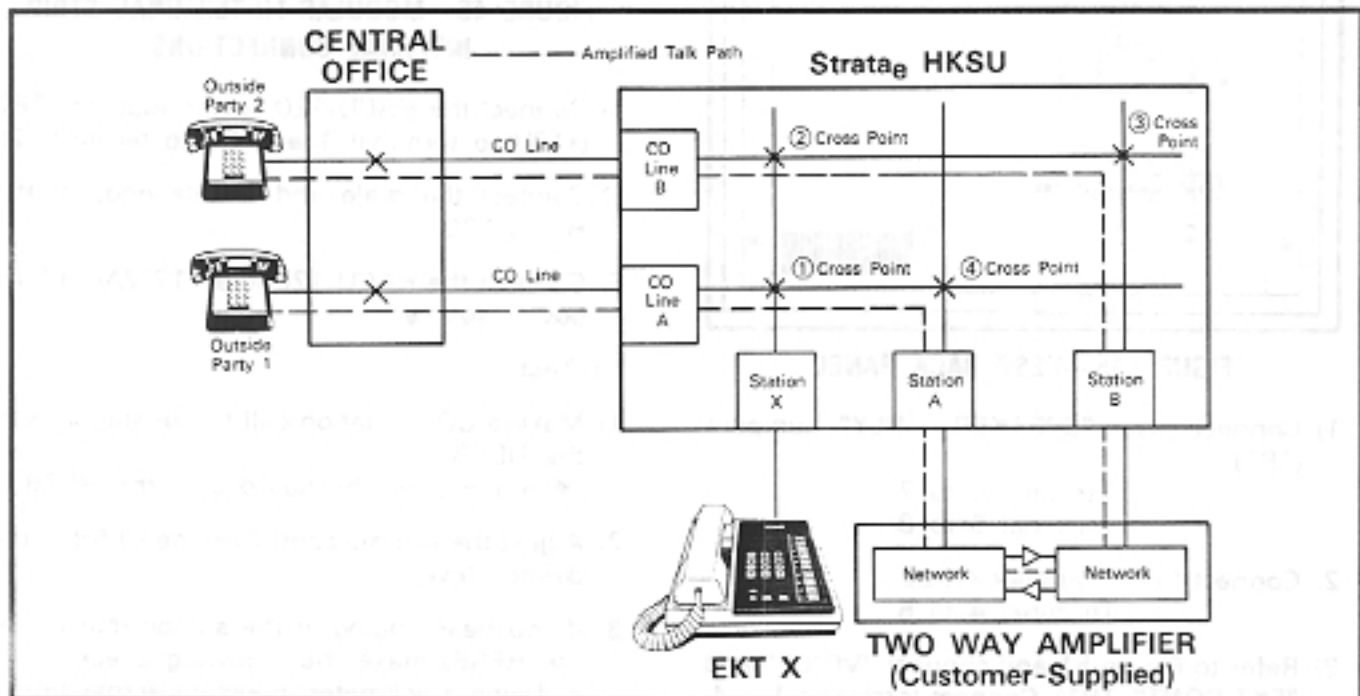 CENTRAL
OFFICE
Amplified Talk Path
Strata e HKSU
Outside
Party 2
CO Line
CO
Line
B
② Cross Point
③ Cross
Point
CO Line
CO
Line
A
① Cross Point
④ Cross Point
Outside
Party 1
Station
X
Station
A
Station
B
Network
Network
EKT X
TWO WAY AMPLIFIER
(Customer-Supplied)